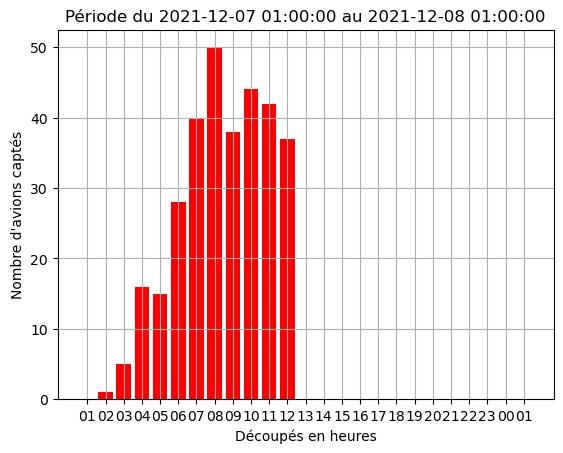 Période du 2021-12-07 01:00:00 au 2021-12-08 01:00:00
50
40
30
20
10
0
Nombre d'avions captés
01 02 03 04 05 06 07 08 09 10 11 12 13 14 15 16 17 18 19 20 21 22 23 00 01
Découpés en heures